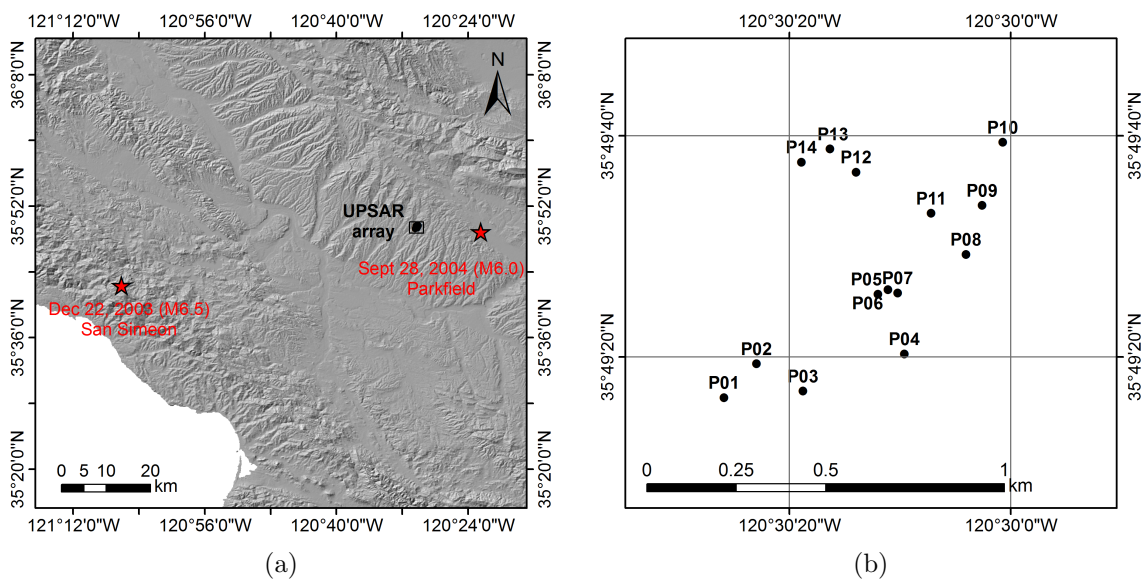 121°12'0"W 120°56'0"W 120°40'0"W 120°24'0"W
36°8'0"N
35°52'0"N
35°36'0"N
35°20'0"N
N
UPSAR
array
Sept 28, 2004 (M6.0)
Parkfield
Dec 22, 2003 (M6.5)
San Simeon
0 5 10 20
km
36°8'0"N
35°52'0"N
35°36'0"N
35°20'0"N
121°12'0"W 120°56'0"W 120°40'0"W 120°24'0"W
(a)
120°30'20"W 120°30'0"W
35°49'40"N
35°49'20"N
P10
P13
P14
P12
P09
P11
P08
P05 P07
P06
P04
P02
P01
P03
0 0.25 0.5 1
km
35°49'40"N
35°49'20"N
120°30'20"W 120°30'0"W
(b)